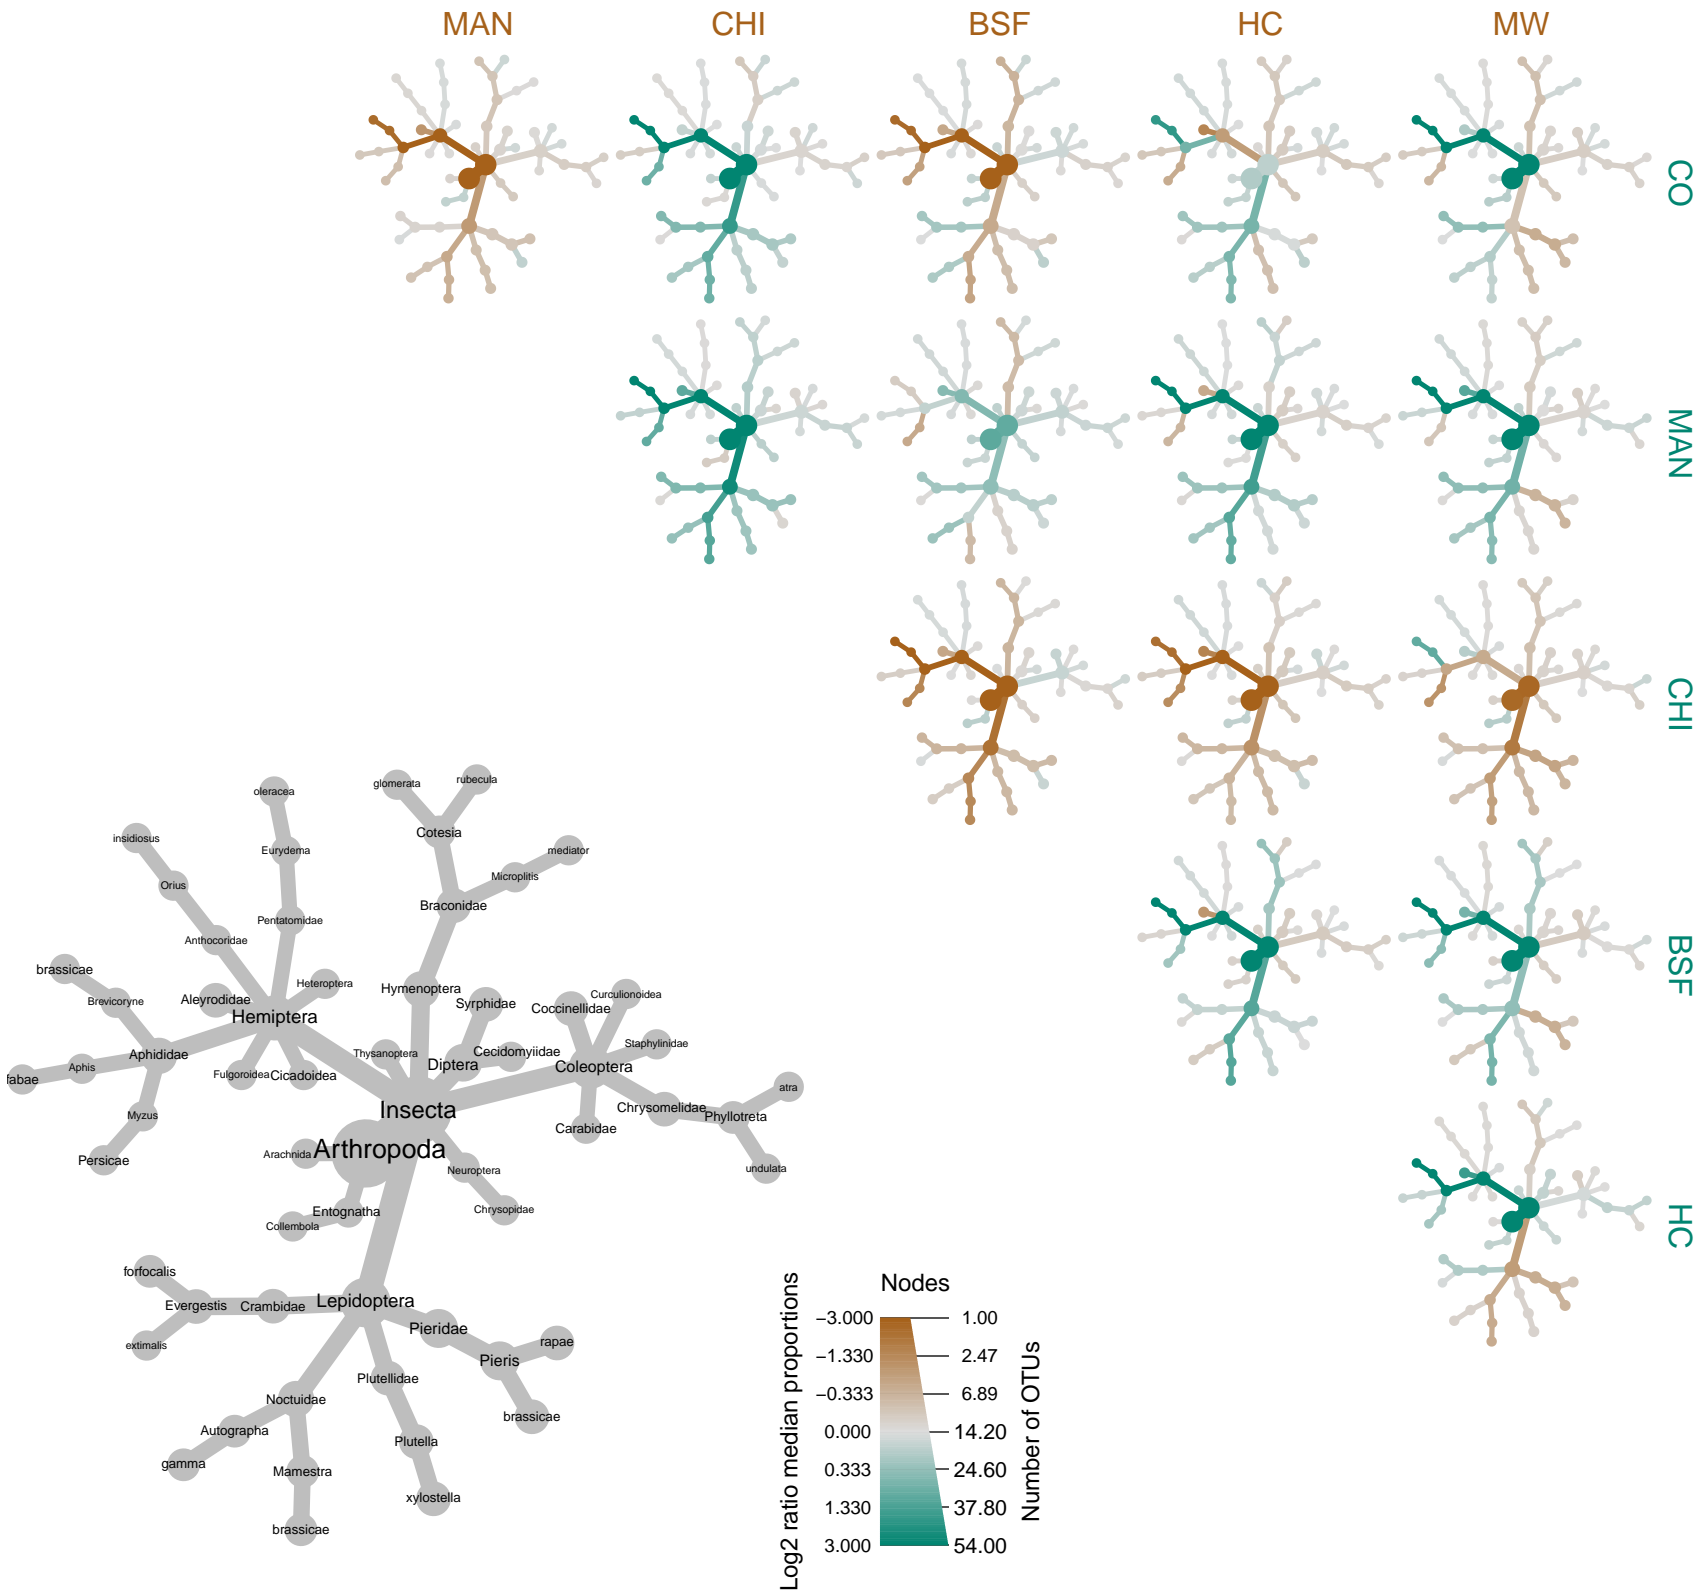 MAN CHI BSF HC MW
CO
MAN
CHI
BSF
HC
glomerata rubecula
oleracea
insidiosus Cotesia
Eurydema mediator
Orius Microplitis
Braconidae
Pentatomidae
Anthocoridae
brassicae
Heteroptera Hymenoptera
Brevicoryne Aleyrodidae Syrphidae Coccinellidae Curculionoidea
Hemiptera
Staphylinidae
Aphididae Thysanoptera Cecidomyiidae
Aphis Diptera Coleoptera
fabae Fulgoroidea Cicadoidea
atra
Insecta Chrysomelidae Phyllotreta
Myzus Carabidae
Arthropoda
Persicae Arachnida Neuroptera undulata
Entognatha Chrysopidae
Collembola
forfocalis
Evergestis Crambidae Lepidoptera
Pieridae rapae
extimalis Pieris
Plutellidae
Noctuidae
brassicae
Autographa Plutella
gamma Mamestra
xylostella
brassicae
Nodes
Log2 ratio median proportions
Number of OTUs
−3.000 1.00
−1.330 2.47
−0.333 6.89
0.000 14.20
0.333 24.60
1.330 37.80
3.000 54.00